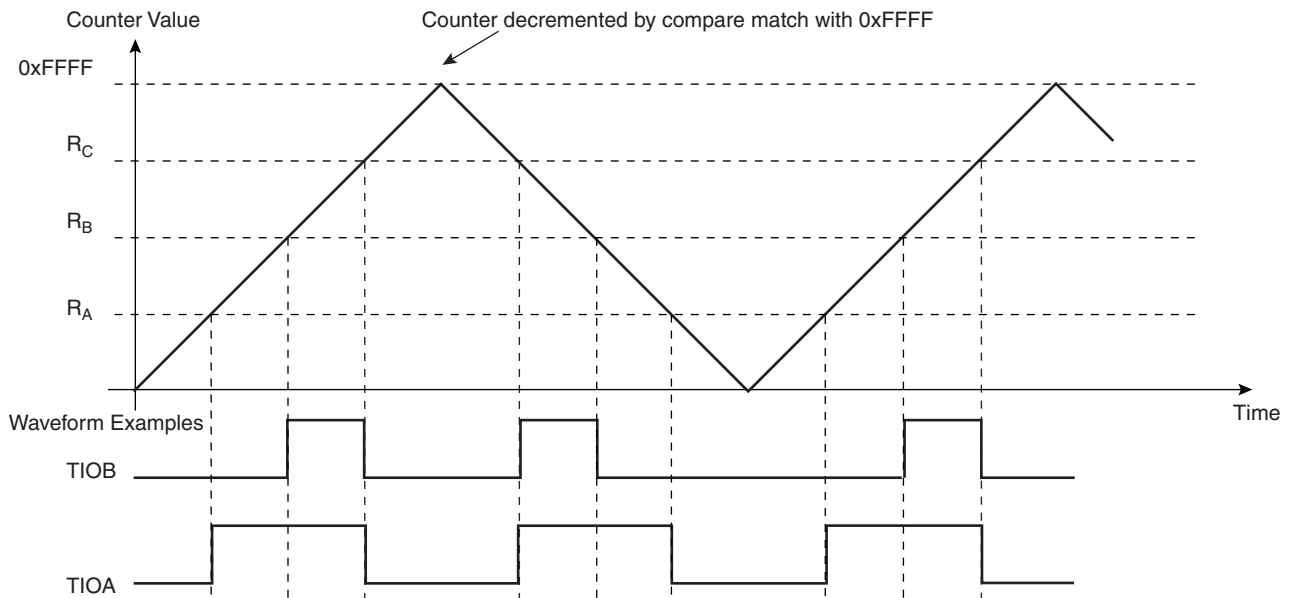 Counter Value
Counter decremented by compare match with 0xFFFF
0xFFFF
RC
RB
RA
Time
Waveform Examples
TIOB
TIOA